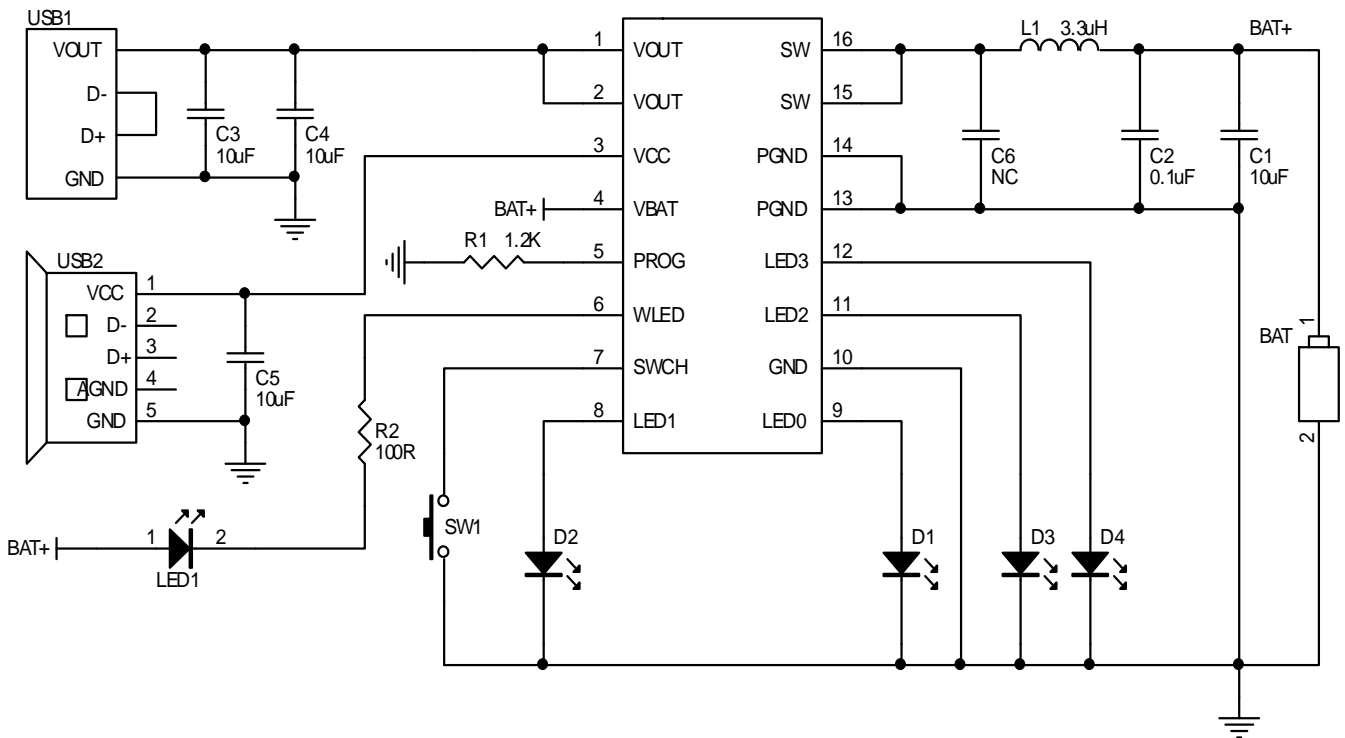 USB1
VOUT
D-
D+
GND
C3
10uF
C4
10uF
1
VOUT
2
VOUT
3
VCC
BAT+
4
VBAT
R1 1.2K
5
PROG
6
WLED
7
SWCH
8
LED1
SW 16
SW 15
PGND 14
PGND 13
LED3 12
LED2 11
GND 10
LED0 9
L1 3.3uH
BAT+
C6
NC
C2
0.1uF
C1
10uF
USB2
VCC 1
D- 2
D+ 3
AGND 4
GND 5
C5
10uF
R2
100R
BAT+
1
2
LED1
SW1
D2
D1
D3
D4
BAT
1
2